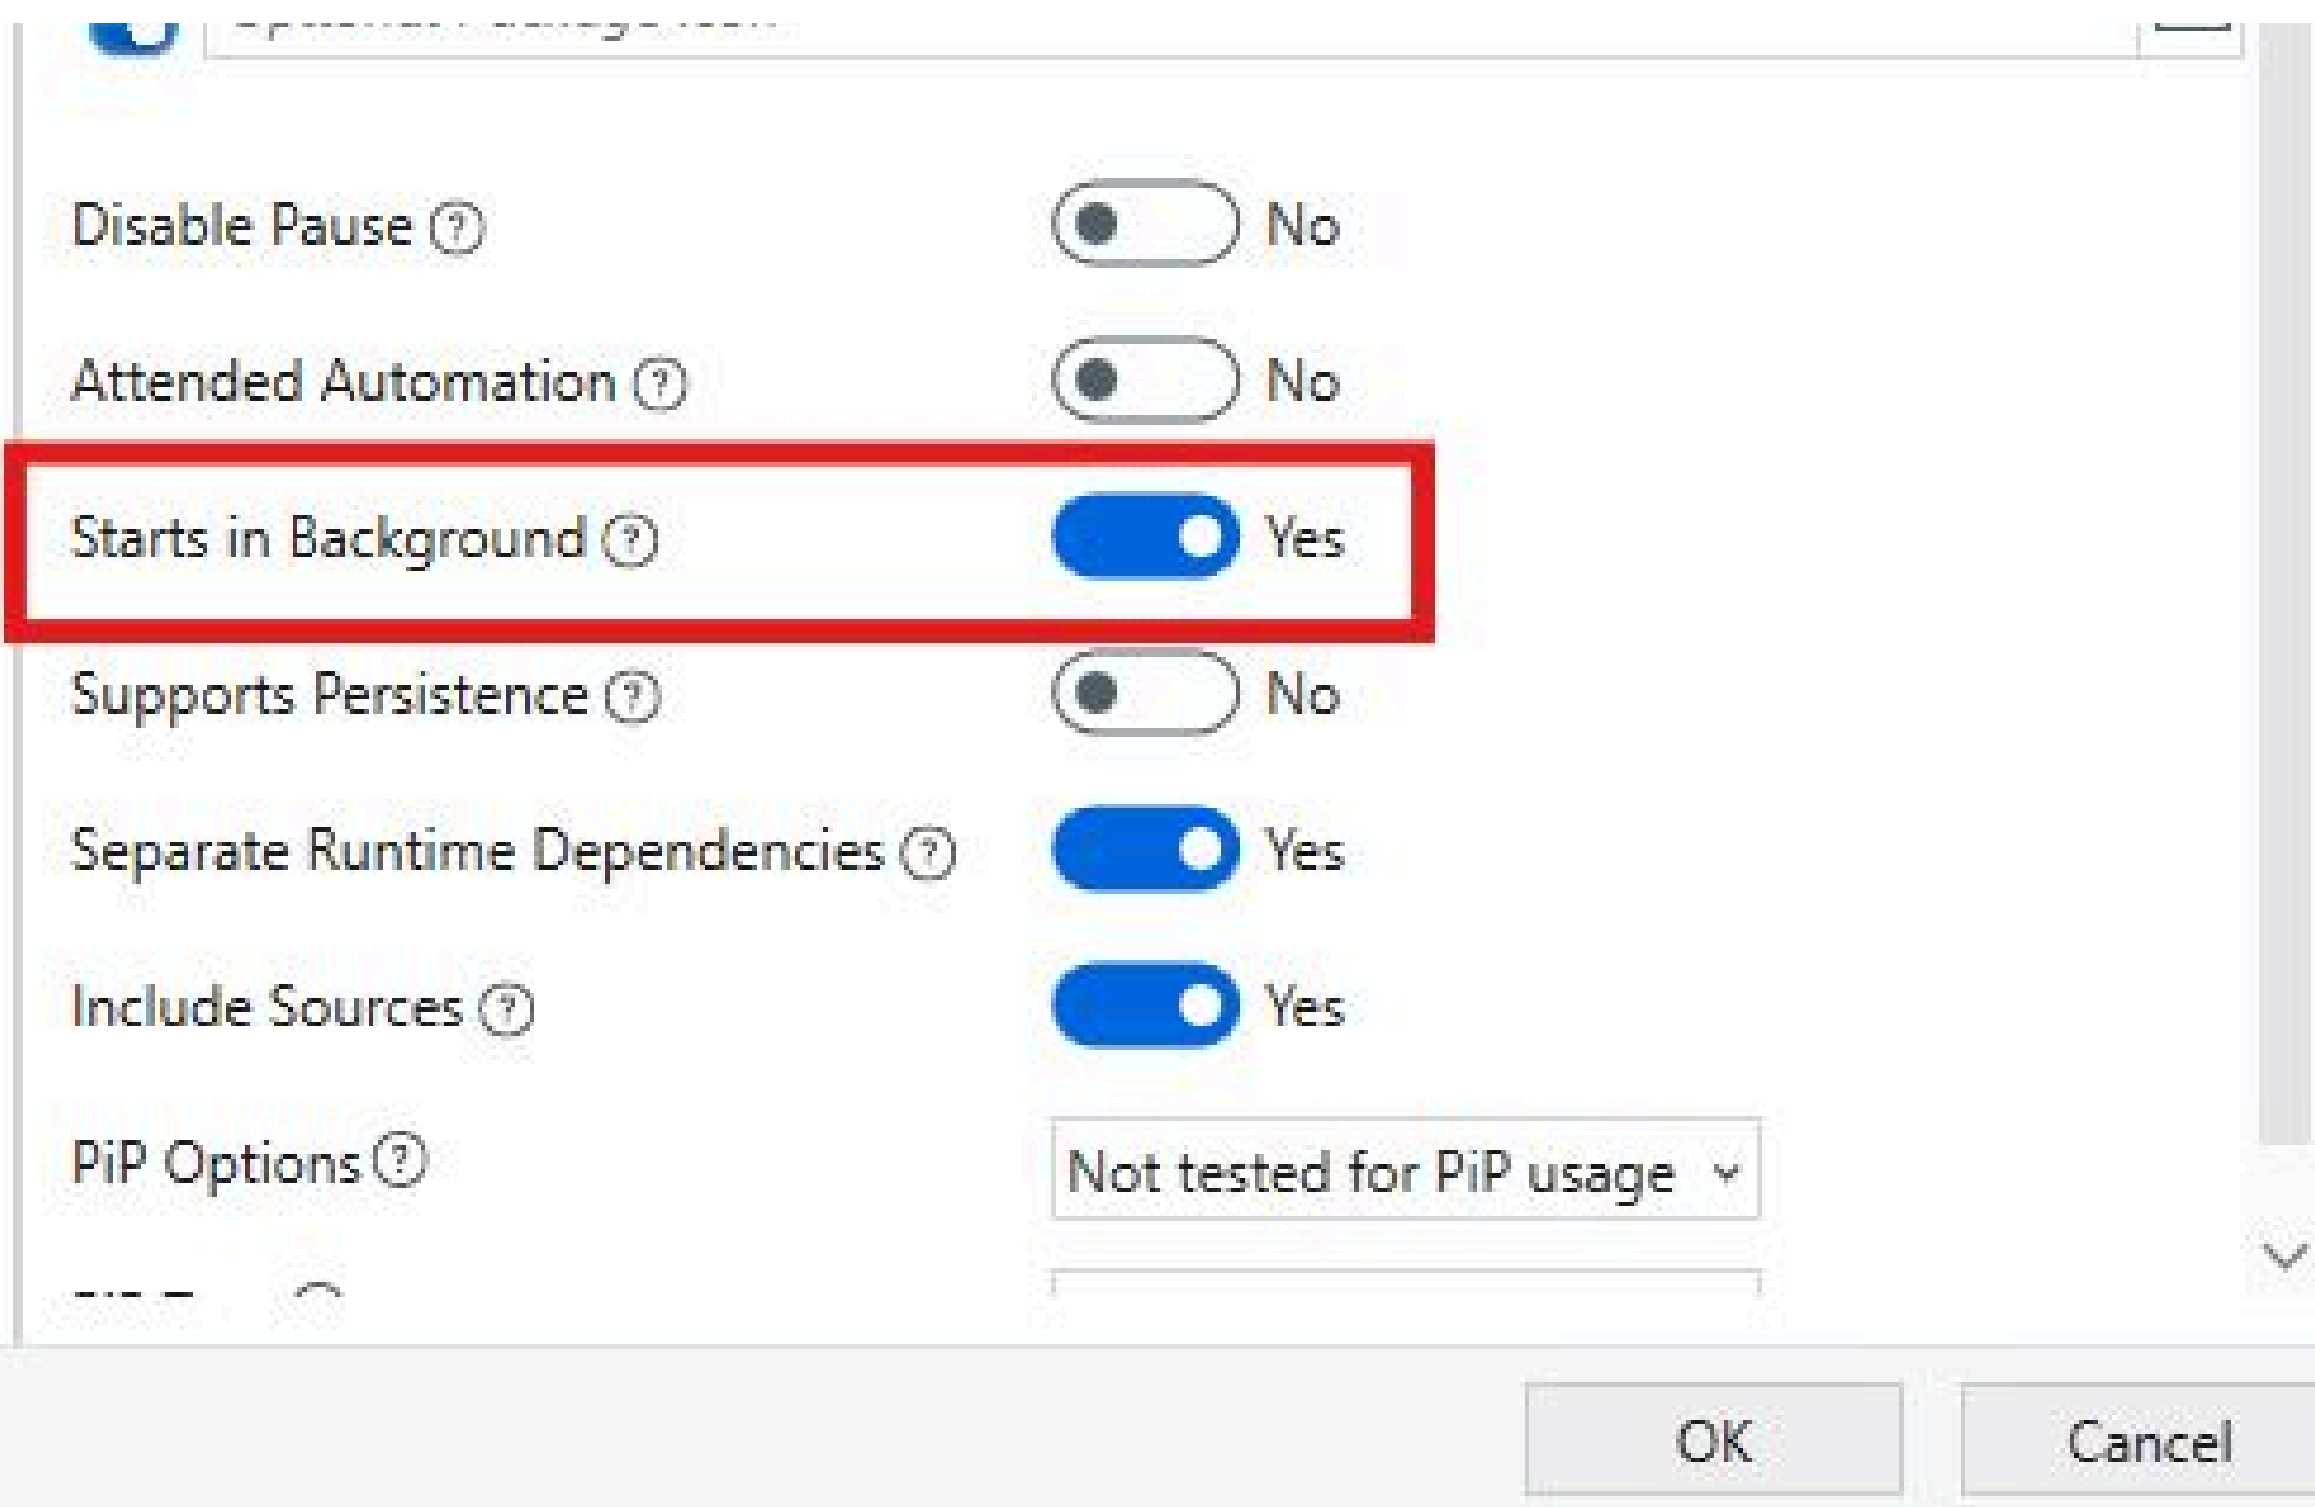 Disable Pause ? No
Attended Automation ? No
Starts in Background ? Yes
Supports Persistence ? No
Separate Runtime Dependencies ? Yes
Include Sources ? Yes
PiP Options ? Not tested for PiP usage
OK Cancel